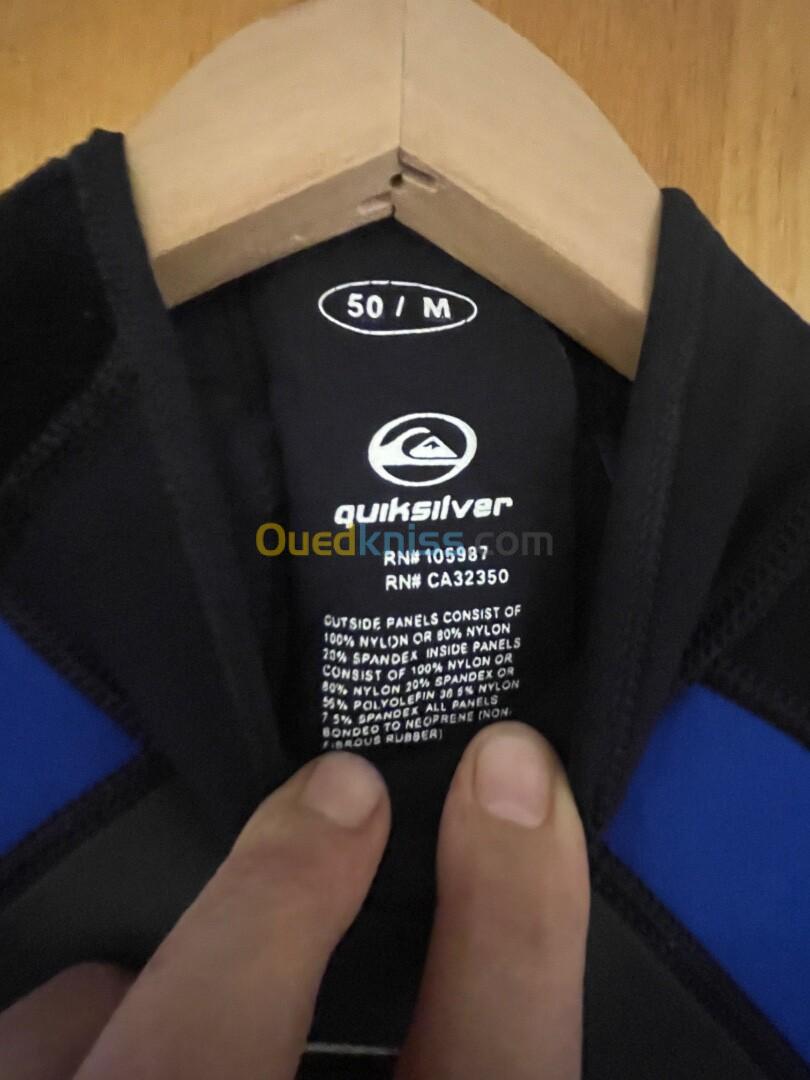 50 / M
quiksilver
Ouedkniss.com
RN# 105987
RN# CA32350
OUTSIDE PANELS CONSIST OF
100% NYLON OR 80% NYLON
20% SPANDEX INSIDE PANELS
CONSIST OF 100% NYLON OR
80% NYLON 20% SPANDEX OR
56% POLYOLEFIN 36.5% NYLON
7.5% SPANDEX ALL PANELS
BONDED TO NEOPRENE (NON-
FIBROUS RUBBER)